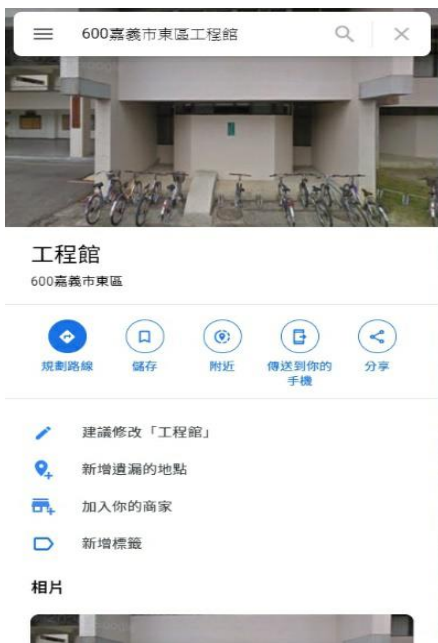 600嘉義市東區工程館
工程館
600嘉義市東區
規劃路線
儲存
附近
傳送到你的
手機
分享
建議修改「工程館」
新增遺漏的地點
加入你的商家
新增標籤
相片